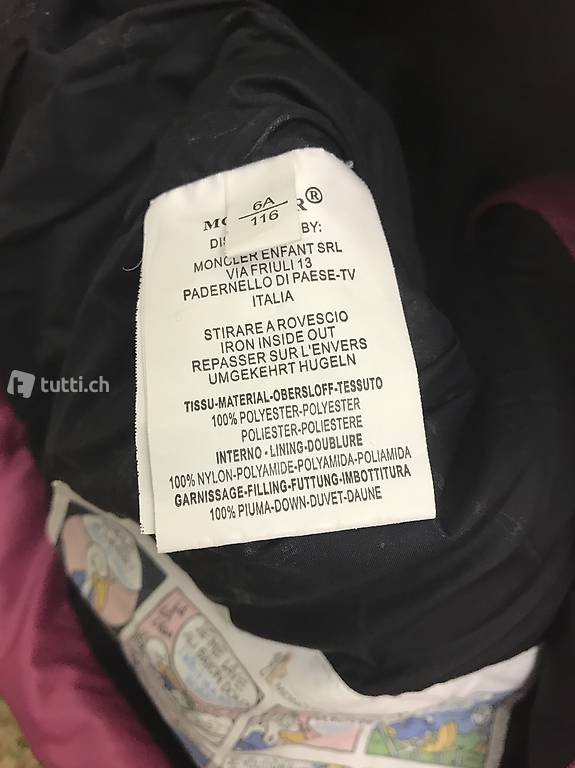 6A
116
R®
DI BY:
MONCLER ENFANT SRL
VIA FRIULI 13
PADERNELLO DI PAESE-TV
ITALIA
STIRARE A ROVESCIO
IRON INSIDE OUT
REPASSER SUR L'ENVERS
UMGEKEHRT HUGELN
TISSU-MATERIAL-OBERSLOFF-TESSUTO
100% POLYESTER-POLYESTER
POLIESTER-POLIESTERE
INTERNO-LINING-DOUBLURE
100% NYLON-POLYAMIDE-POLYAMIDA-POLIAMIDA
GARNISSAGE-FILLING-FUTTUNG-IMBOTTITURA
100% PIUMA-DOWN-DUVET-DAUNE
tutti.ch